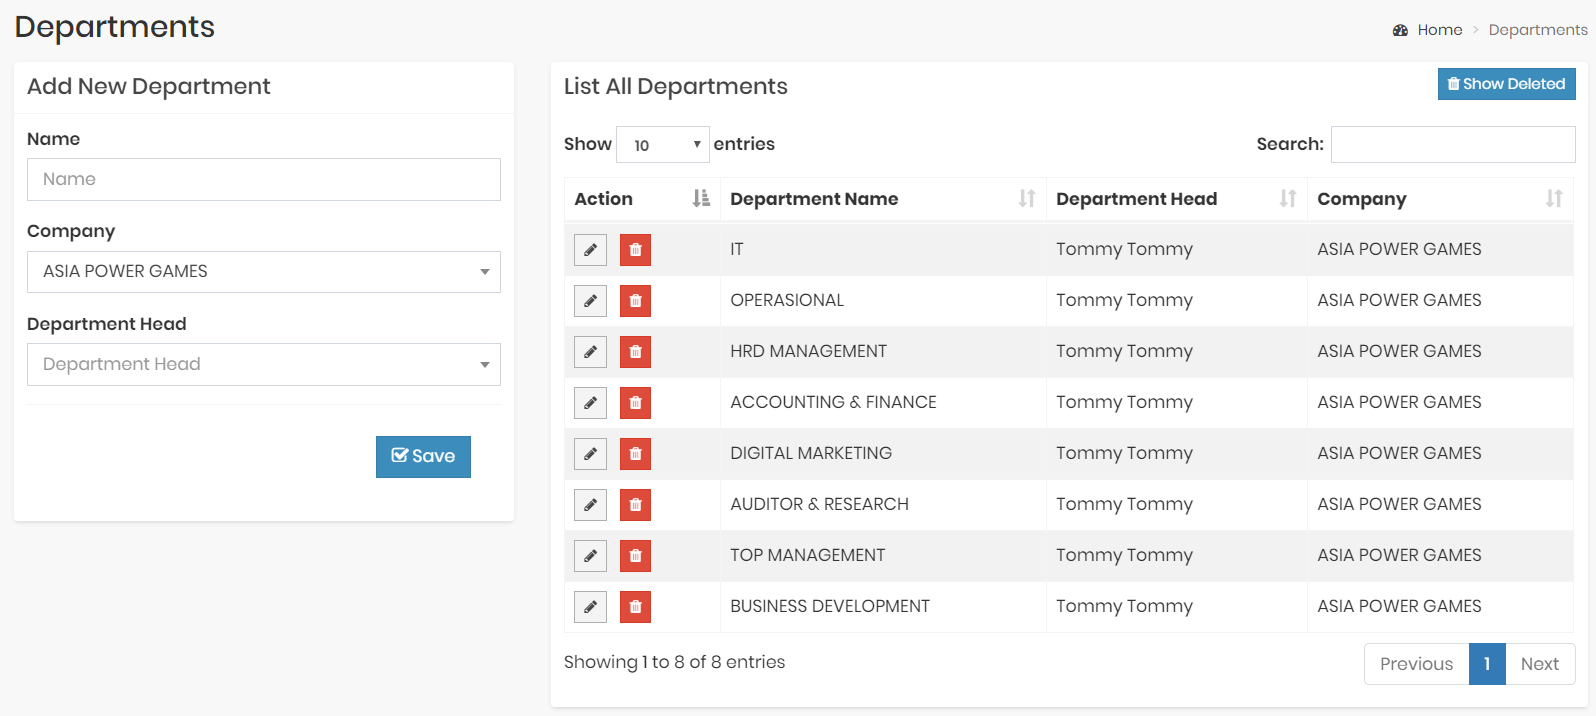 Departments
Home > Departments
Add New Department
Name
Name
Company
ASIA POWER GAMES
Department Head
Department Head
Save
List All Departments
Show Deleted
Show 10 entries
Search:
Action Department Name Department Head Company
IT Tommy Tommy ASIA POWER GAMES
OPERASIONAL Tommy Tommy ASIA POWER GAMES
HRD MANAGEMENT Tommy Tommy ASIA POWER GAMES
ACCOUNTING & FINANCE Tommy Tommy ASIA POWER GAMES
DIGITAL MARKETING Tommy Tommy ASIA POWER GAMES
AUDITOR & RESEARCH Tommy Tommy ASIA POWER GAMES
TOP MANAGEMENT Tommy Tommy ASIA POWER GAMES
BUSINESS DEVELOPMENT Tommy Tommy ASIA POWER GAMES
Showing 1 to 8 of 8 entries
Previous 1 Next